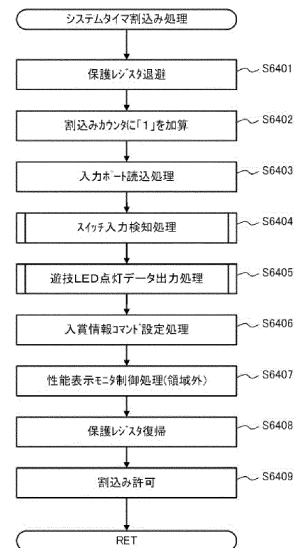 システムタイマ割込み処理
保護レジスタ退避
S6401
割込みカウンタに「1」を加算
S6402
入力ポート読込処理
S6403
スイッチ入力検知処理
S6404
遊技LED点灯データ出力処理
S6405
入賞情報コマンド設定処理
S6406
性能表示モニタ制御処理(領域外)
S6407
保護レジスタ復帰
S6408
割込み許可
S6409
RET